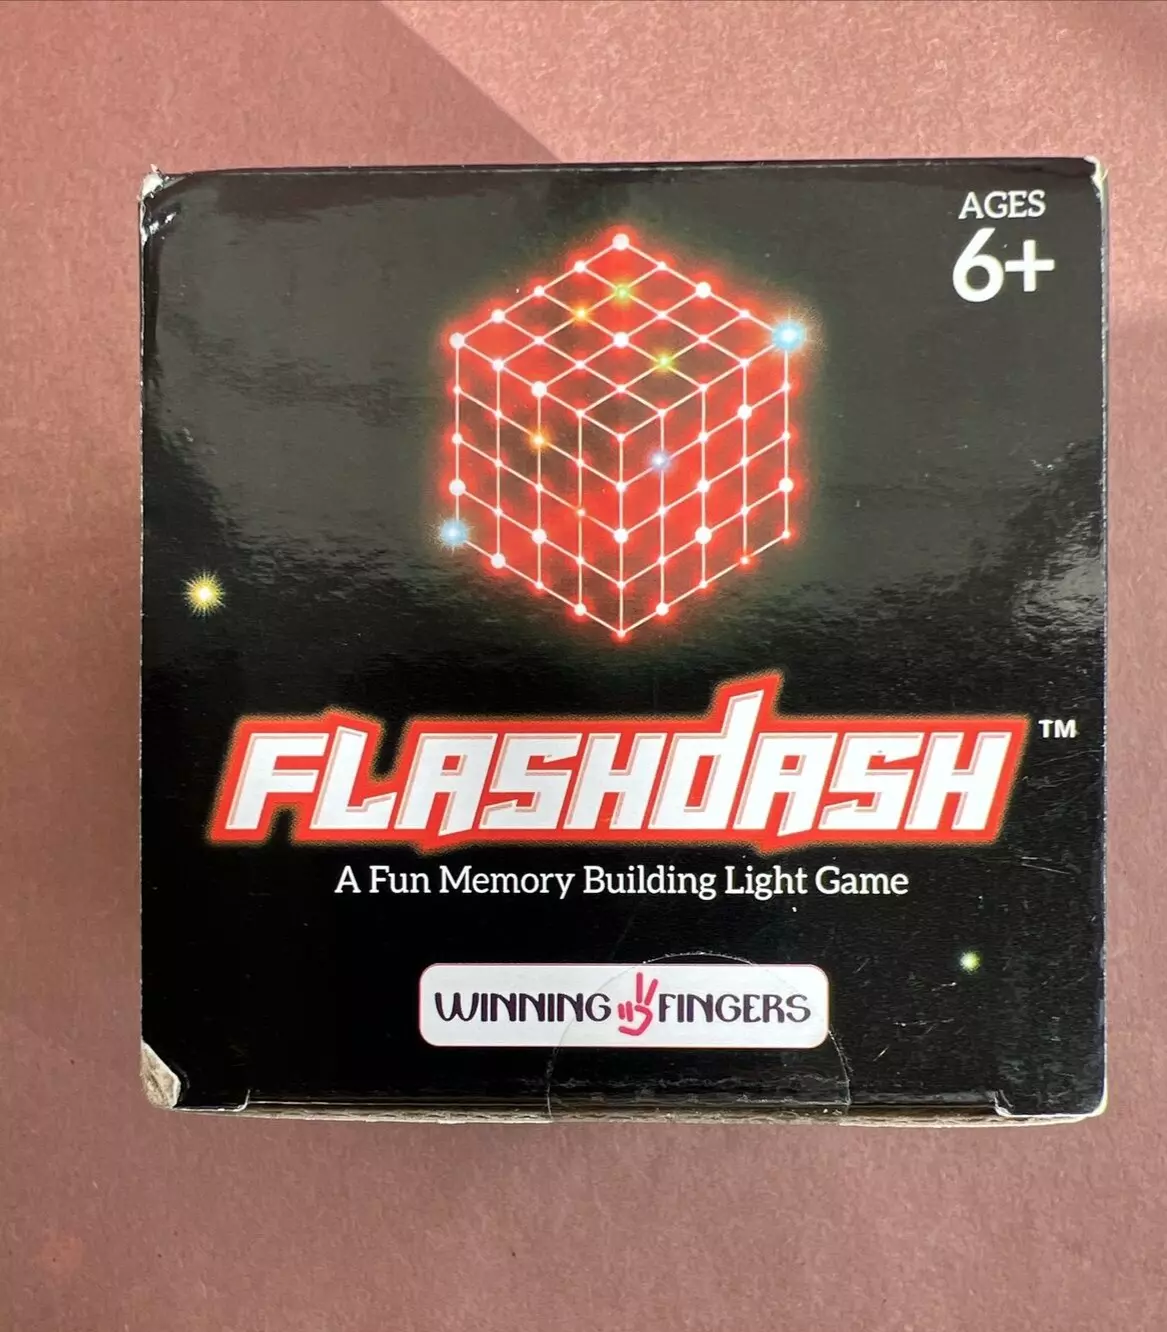 AGES
6+
FLASHDASH™
A Fun Memory Building Light Game
WINNING FINGERS